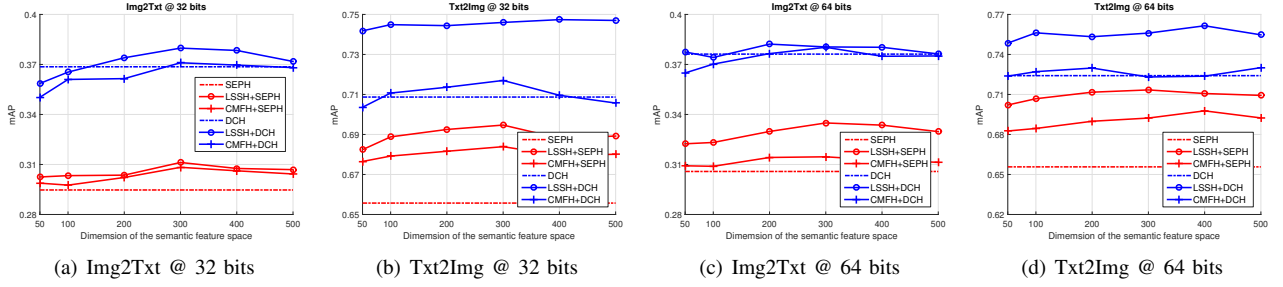 Img2Txt @ 32 bits
0.4
0.37
0.34
0.31
0.28
mAP
SEPH
LSSH+SEPH
CMFH+SEPH
DCH
LSSH+DCH
CMFH+DCH
50 100 200 300 400 500
Dimemsion of the semantic feature space
(a) Img2Txt @ 32 bits
Txt2Img @ 32 bits
0.75
0.73
0.71
0.69
0.67
0.65
mAP
SEPH
LSSH+SEPH
CMFH+SEPH
DCH
LSSH+DCH
CMFH+DCH
50 100 200 300 400 500
Dimemsion of the semantic feature space
(b) Txt2Img @ 32 bits
Img2Txt @ 64 bits
0.4
0.37
0.34
0.31
0.28
mAP
SEPH
LSSH+SEPH
CMFH+SEPH
DCH
LSSH+DCH
CMFH+DCH
50 100 200 300 400 500
Dimemsion of the semantic feature space
(c) Img2Txt @ 64 bits
Txt2Img @ 64 bits
0.77
0.74
0.71
0.68
0.65
0.62
mAP
SEPH
LSSH+SEPH
CMFH+SEPH
DCH
LSSH+DCH
CMFH+DCH
50 100 200 300 400 500
Dimemsion of the semantic feature space
(d) Txt2Img @ 64 bits